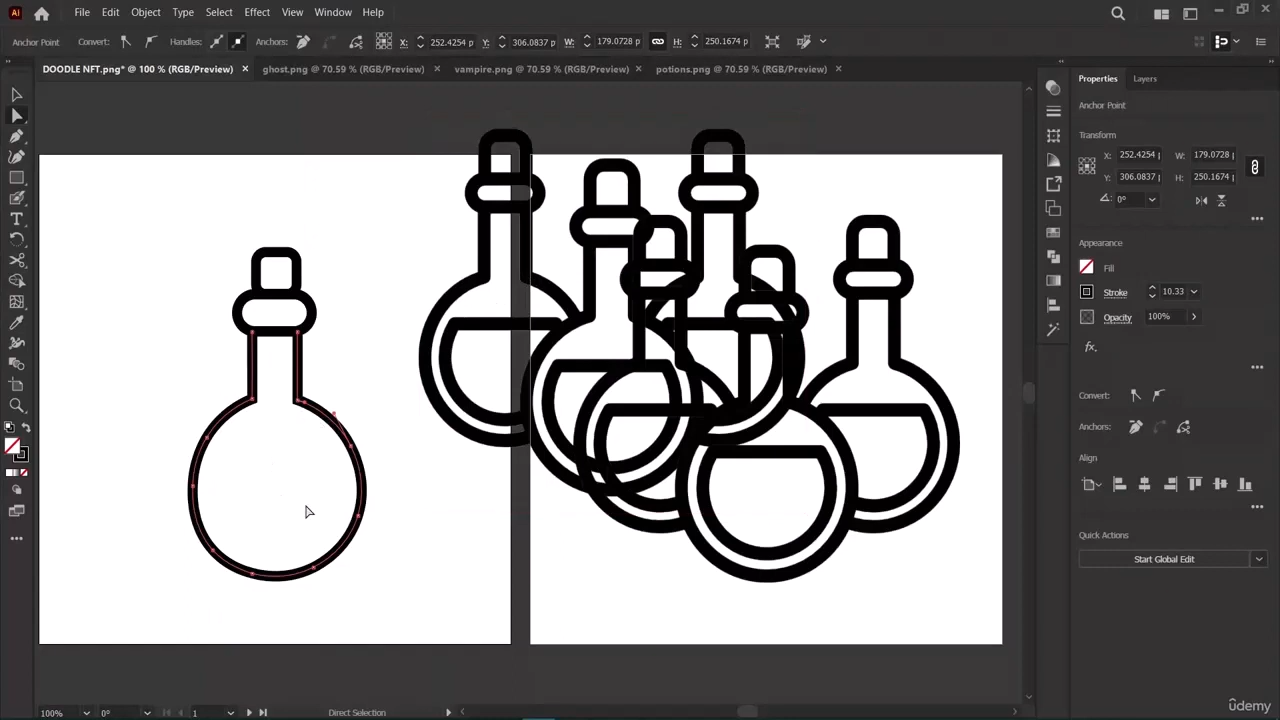 Ai File Edit Object Type Select Effect View Window Help
Anchor Point Convert: Handles: Anchors: X: 252.4254 p Y: 306.0837 p W: 179.0728 p H: 250.1674 p
DOODLE NFT.png* @ 100 % (RGB/Preview) × ghost.png @ 70.59 % (RGB/Preview) × vampire.png @ 70.59 % (RGB/Preview) × potions.png @ 70.59 % (RGB/Preview) ×
Properties Layers
Anchor Point
Transform
X: 252.4254 p W: 179.0728
Y: 306.0837 p H: 250.1674
0°
Appearance
Fill
Stroke 10.33
Opacity 100%
fx.
Convert:
Anchors:
Align
Quick Actions
Start Global Edit
100% 0° 1 Direct Selection
ûdemy